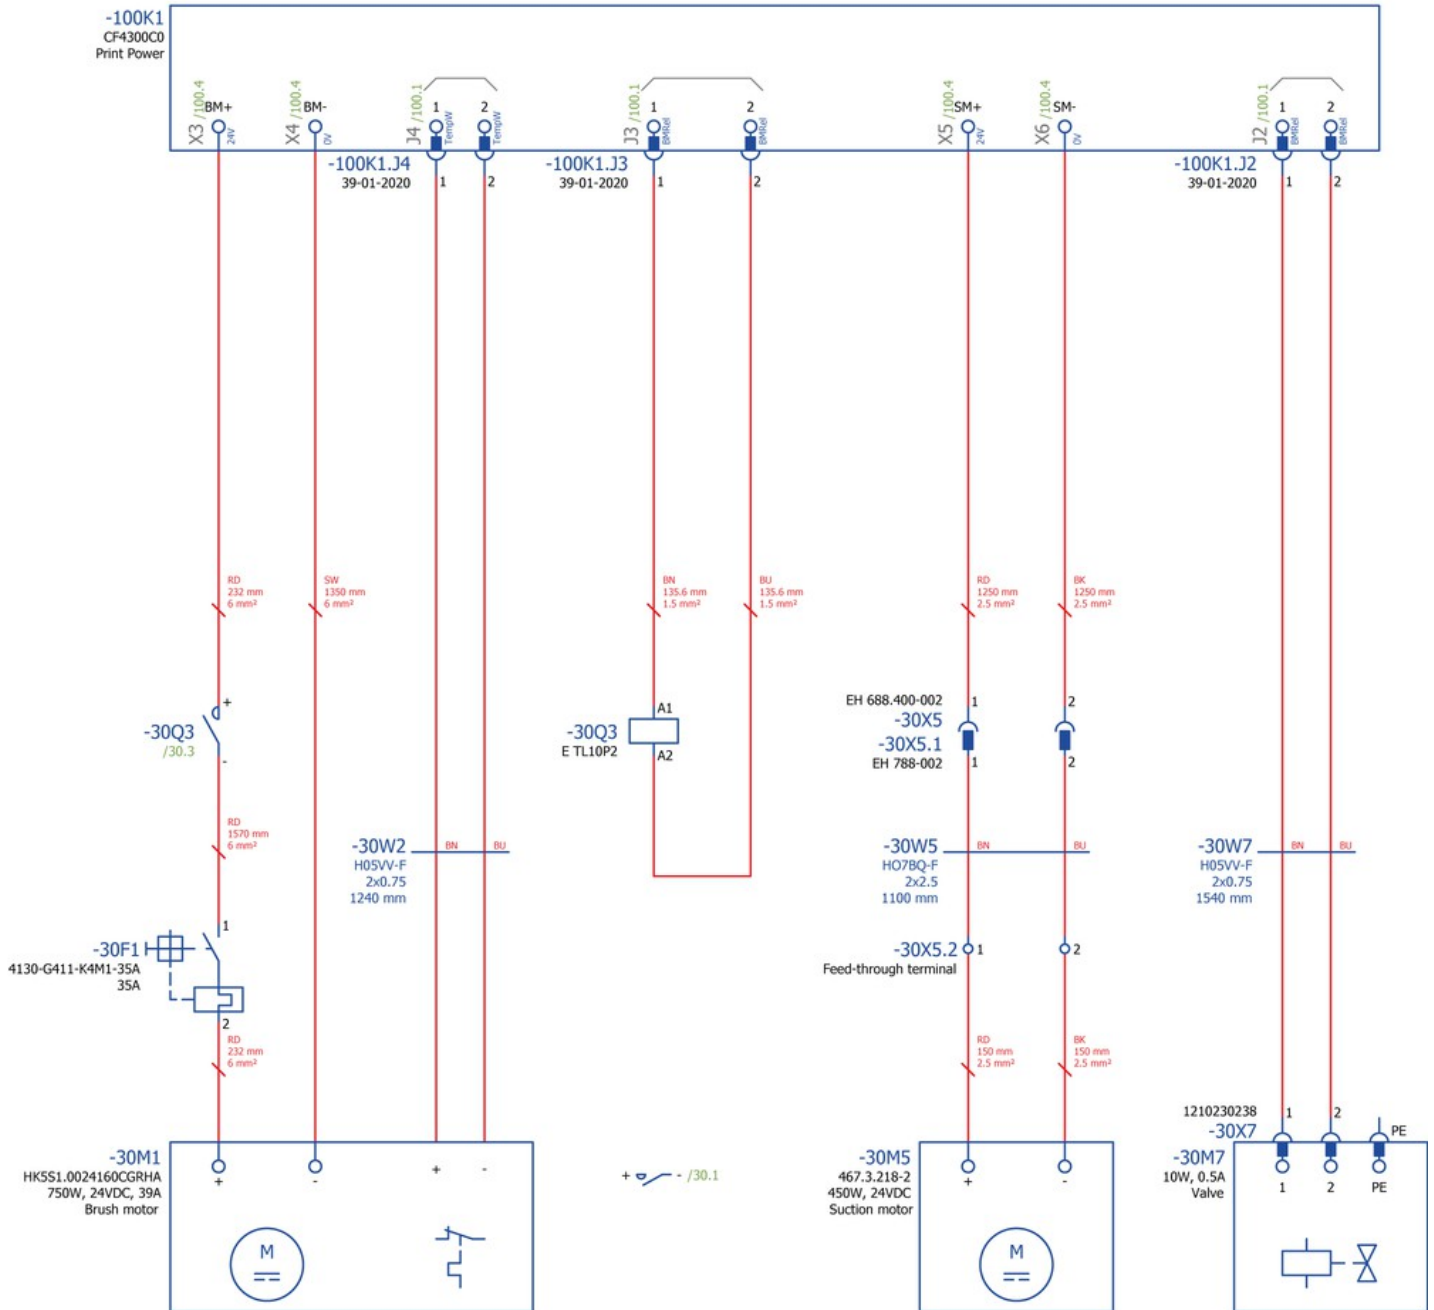 -100K1
CF4300C0
Print Power
X3 /100.4
BM+
24V
X4 /100.4
BM-
0V
J4 /100.1
1
TempW
2
TempW
J3 /100.1
1
BMRel
2
X5 /100.4
SM+
24V
X6 /100.4
SM-
0V
J2 /100.1
1
BMRel
2
BMRel
-100K1.J4
39-01-2020
1
2
-100K1.J3
39-01-2020
1
2
-100K1.J2
39-01-2020
1
2
RD
232 mm
6 mm²
SW
1350 mm
6 mm²
BN
135.6 mm
1.5 mm²
BU
135.6 mm
1.5 mm²
RD
1250 mm
2.5 mm²
BK
1250 mm
2.5 mm²
+
-30Q3
/30.3
-
A1
-30Q3
E TL10P2
A2
EH 688.400-002
1
2
-30X5
-30X5.1
EH 788-002
1
2
RD
1570 mm
6 mm²
-30W2
BN
BU
H05VV-F
2x0.75
1240 mm
-30W5
BN
BU
HO7BQ-F
2x2.5
1100 mm
-30W7
BN
BU
H05VV-F
2x0.75
1540 mm
1
-30F1
4130-G411-K4M1-35A
35A
2
-30X5.2
1
2
Feed-through terminal
RD
232 mm
6 mm²
RD
150 mm
2.5 mm²
BK
150 mm
2.5 mm²
-30M1
HK5S1.0024160CGRHA
750W, 24VDC, 39A
Brush motor
+
-
+
-
M
+ - /30.1
-30M5
467.3.218-2
450W, 24VDC
Suction motor
+
-
M
1210230238
1
2
-30X7
PE
-30M7
10W, 0.5A
Valve
1
2
PE